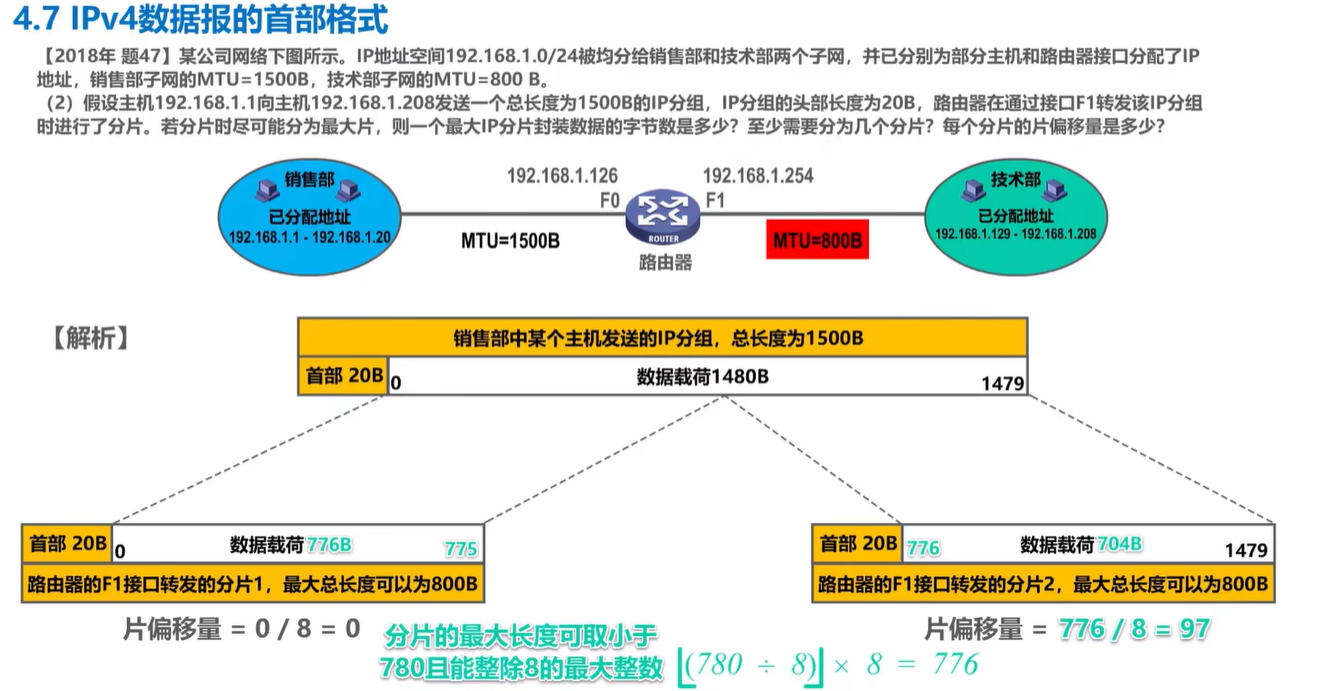 4.7 IPv4数据报的首部格式
【2018年 题47】某公司网络下图所示。IP地址空间192.168.1.0/24被均分给销售部和技术部两个子网，并已分别为部分主机和路由器接口分配了IP
地址，销售部子网的MTU=1500B，技术部子网的MTU=800 B。
（2）假设主机192.168.1.1向主机192.168.1.208发送一个总长度为1500B的IP分组，IP分组的头部长度为20B，路由器在通过接口F1转发该IP分组
时进行了分片。若分片时尽可能分为最大片，则一个最大IP分片封装数据的字节数是多少？至少需要分为几个分片？每个分片的片偏移量是多少？
销售部
已分配地址
192.168.1.1 - 192.168.1.20
192.168.1.126
F0
MTU=1500B
ROUTER
路由器
192.168.1.254
F1
MTU=800B
技术部
已分配地址
192.168.1.129 - 192.168.1.208
【解析】
销售部中某个主机发送的IP分组，总长度为1500B
首部 20B 0 数据载荷1480B 1479
首部 20B 0 数据载荷776B 775
路由器的F1接口转发的分片1，最大总长度可以为800B
片偏移量 = 0 / 8 = 0
首部 20B 776 数据载荷704B 1479
路由器的F1接口转发的分片2，最大总长度可以为800B
片偏移量 = 776 / 8 = 97
分片的最大长度可取小于
780且能整除8的最大整数 ⌊(780 ÷ 8)⌋ × 8 = 776